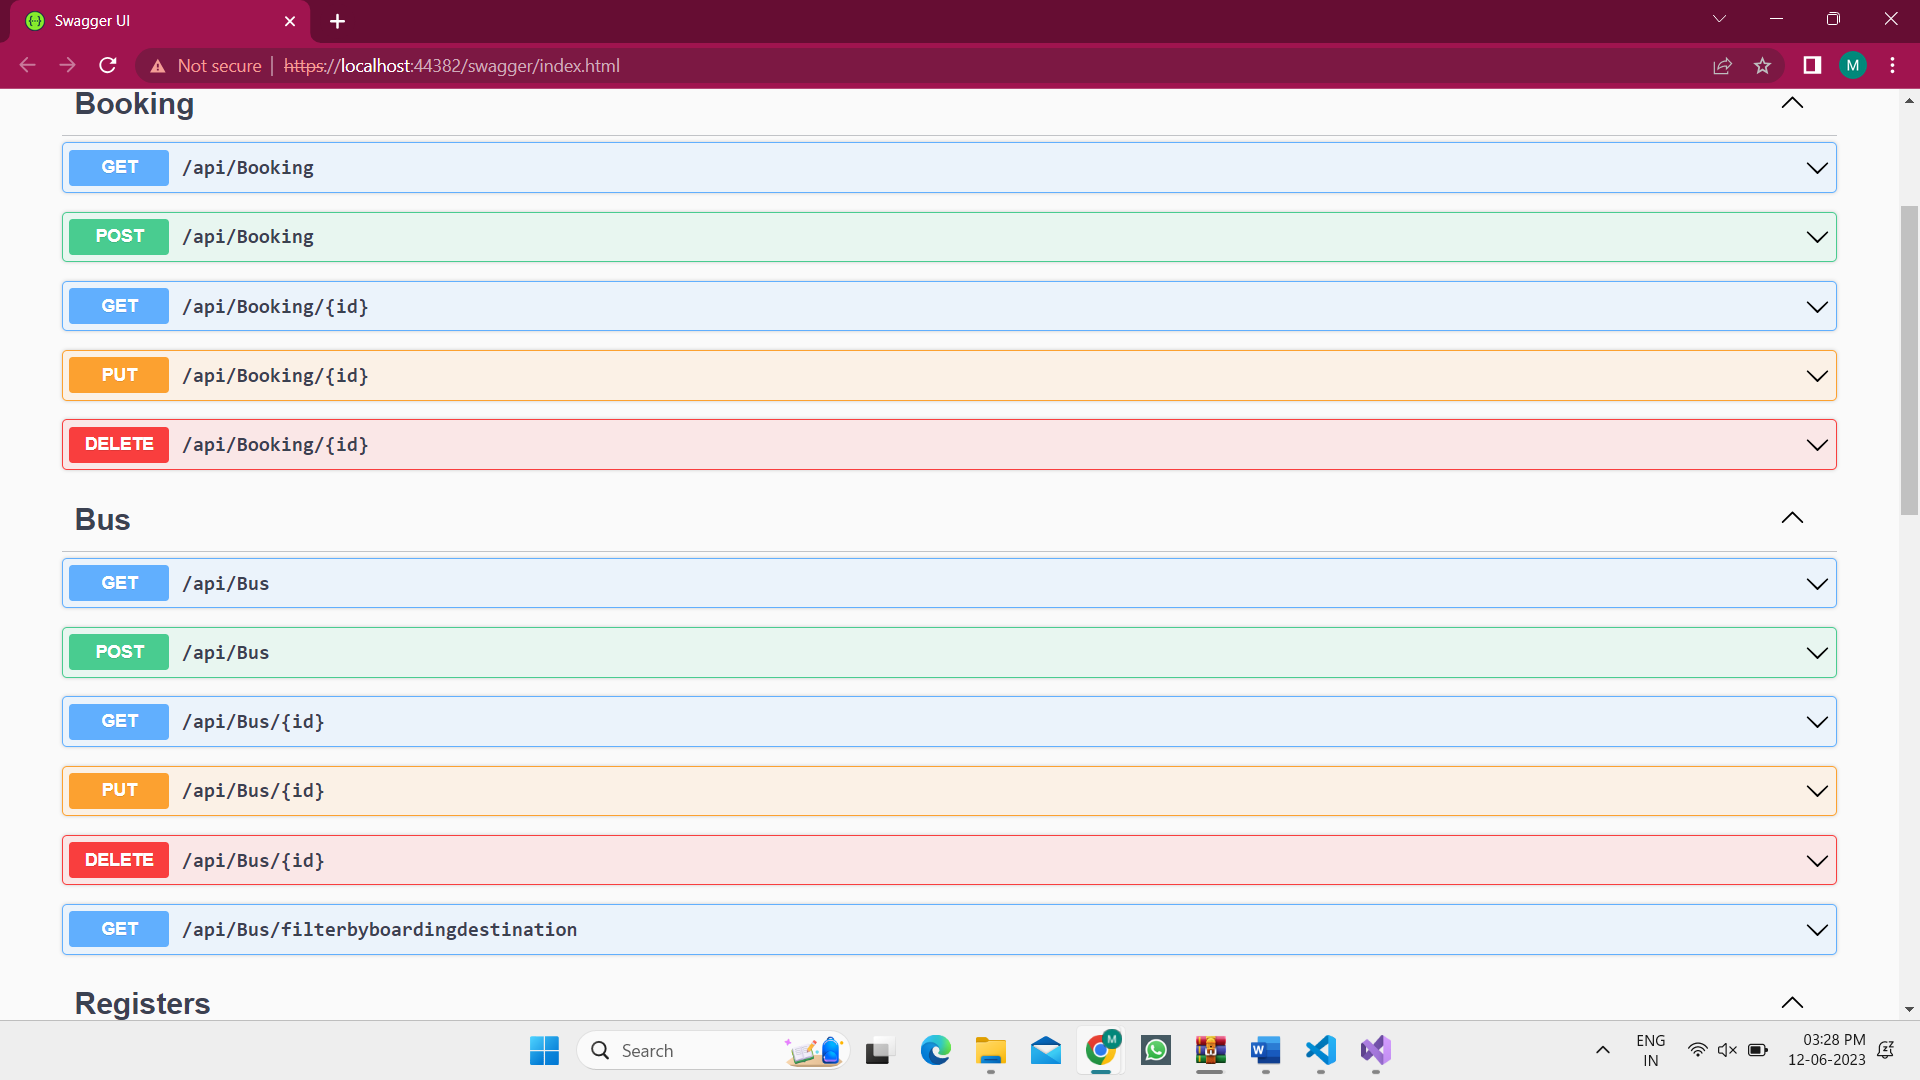 Swagger UI
Not secure | https://localhost:44382/swagger/index.html
M
Booking
GET /api/Booking
POST /api/Booking
GET /api/Booking/{id}
PUT /api/Booking/{id}
DELETE /api/Booking/{id}
Bus
GET /api/Bus
POST /api/Bus
GET /api/Bus/{id}
PUT /api/Bus/{id}
DELETE /api/Bus/{id}
GET /api/Bus/filterbyboardingdestination
Registers
Search
M
W
ENG
IN
03:28 PM
12-06-2023